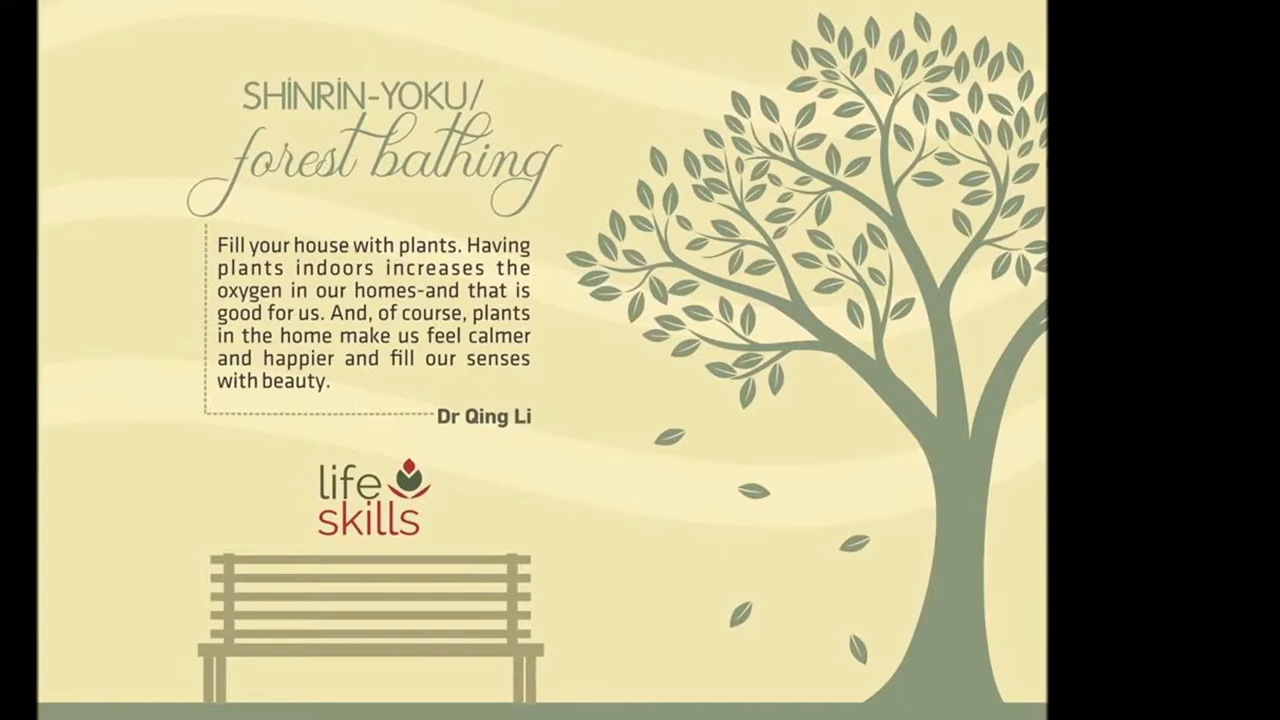 SHİNRİN-YOKU/
forest bathing
Fill your house with plants. Having
plants indoors increases the
oxygen in our homes-and that is
good for us. And, of course, plants
in the home make us feel calmer
and happier and fill our senses
with beauty.
Dr Qing Li
life
skills